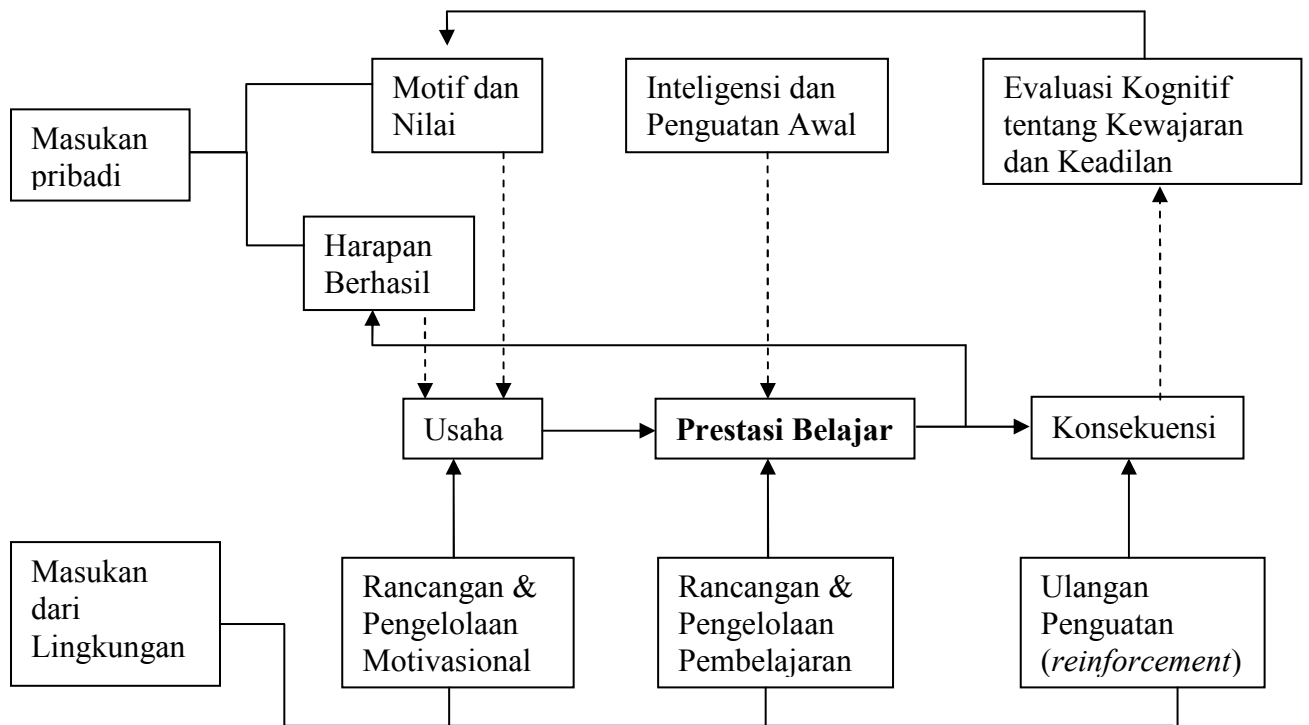 Motif dan
Nilai
Inteligensi dan
Penguatan Awal
Evaluasi Kognitif
tentang Kewajaran
dan Keadilan
Masukan
pribadi
Harapan
Berhasil
Usaha
Prestasi Belajar
Konsekuensi
Masukan
dari
Lingkungan
Rancangan &
Pengelolaan
Motivasional
Rancangan &
Pengelolaan
Pembelajaran
Ulangan
Penguatan
(reinforcement)